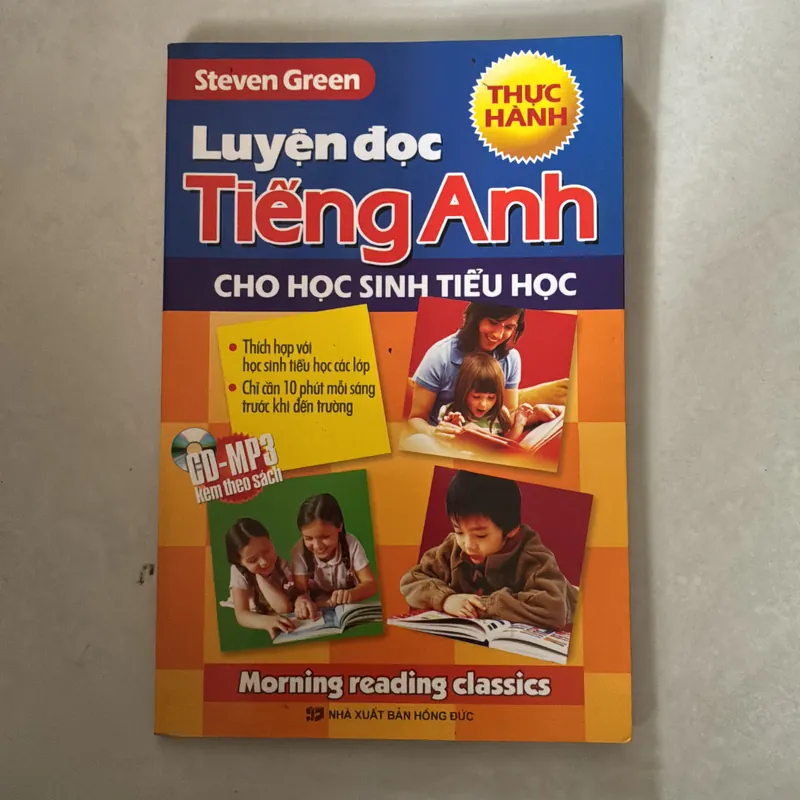 Steven Green
THỰC
HÀNH
Luyện đọc
Tiếng Anh
CHO HỌC SINH TIỂU HỌC
• Thích hợp với
học sinh tiểu học các lớp
• Chỉ cần 10 phút mỗi sáng
trước khi đến trường
CD-MP3
kèm theo sách
Morning reading classics
NHÀ XUẤT BẢN HỒNG ĐỨC